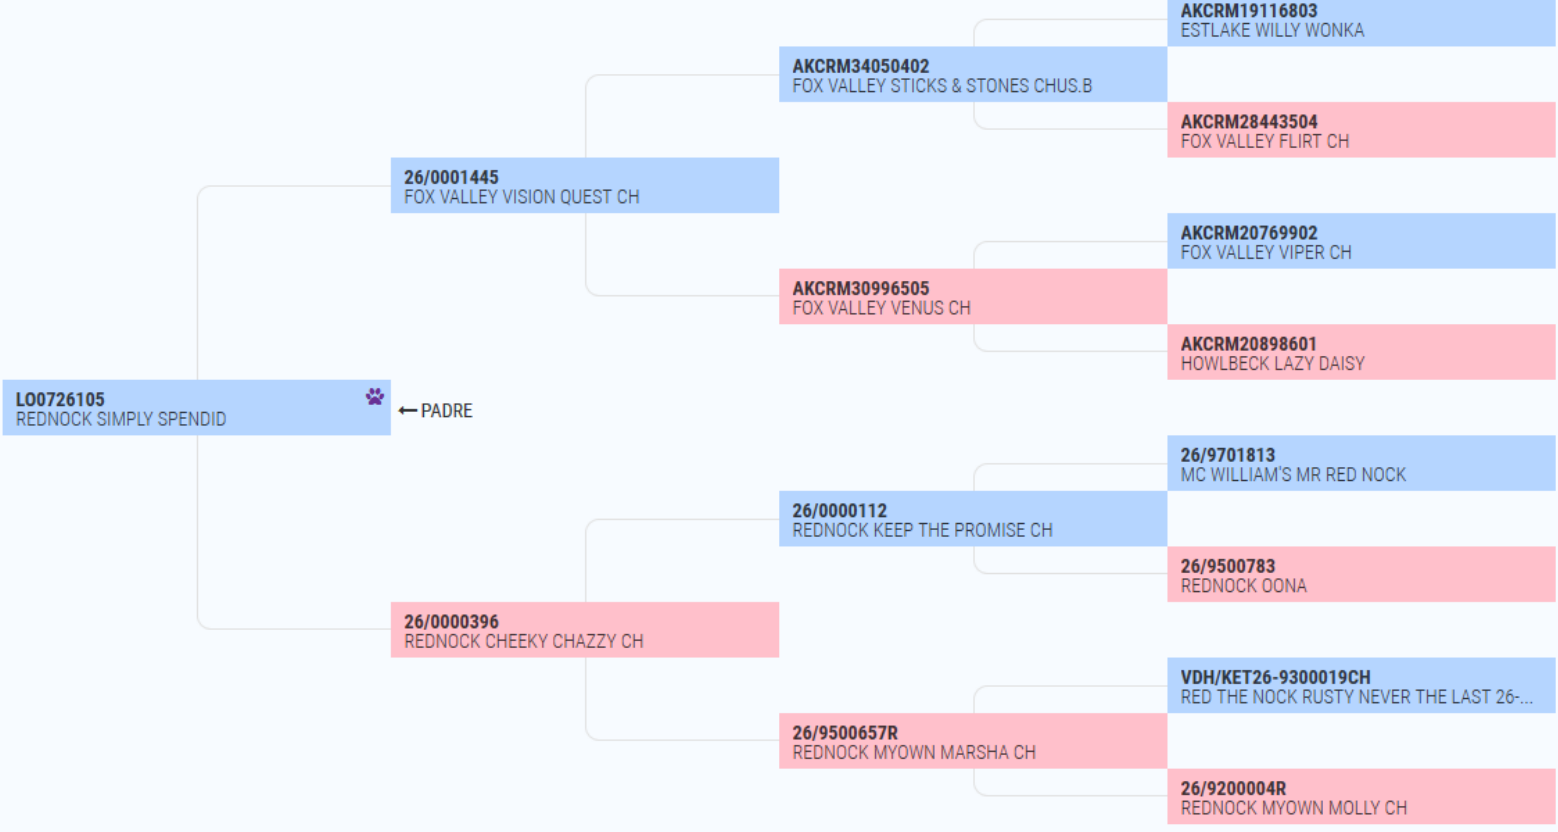 AKCRM19116803
ESTLAKE WILLY WONKA
AKCRM34050402
FOX VALLEY STICKS & STONES CHUS.B
AKCRM28443504
FOX VALLEY FLIRT CH
26/0001445
FOX VALLEY VISION QUEST CH
AKCRM20769902
FOX VALLEY VIPER CH
AKCRM30996505
FOX VALLEY VENUS CH
AKCRM20898601
HOWLBECK LAZY DAISY
LO0726105
REDNOCK SIMPLY SPENDID
← PADRE
26/9701813
MC WILLIAM'S MR RED NOCK
26/0000112
REDNOCK KEEP THE PROMISE CH
26/9500783
REDNOCK OONA
26/0000396
REDNOCK CHEEKY CHAZZY CH
VDH/KET26-9300019CH
RED THE NOCK RUSTY NEVER THE LAST 26-...
26/9500657R
REDNOCK MYOWN MARSHA CH
26/9200004R
REDNOCK MYOWN MOLLY CH